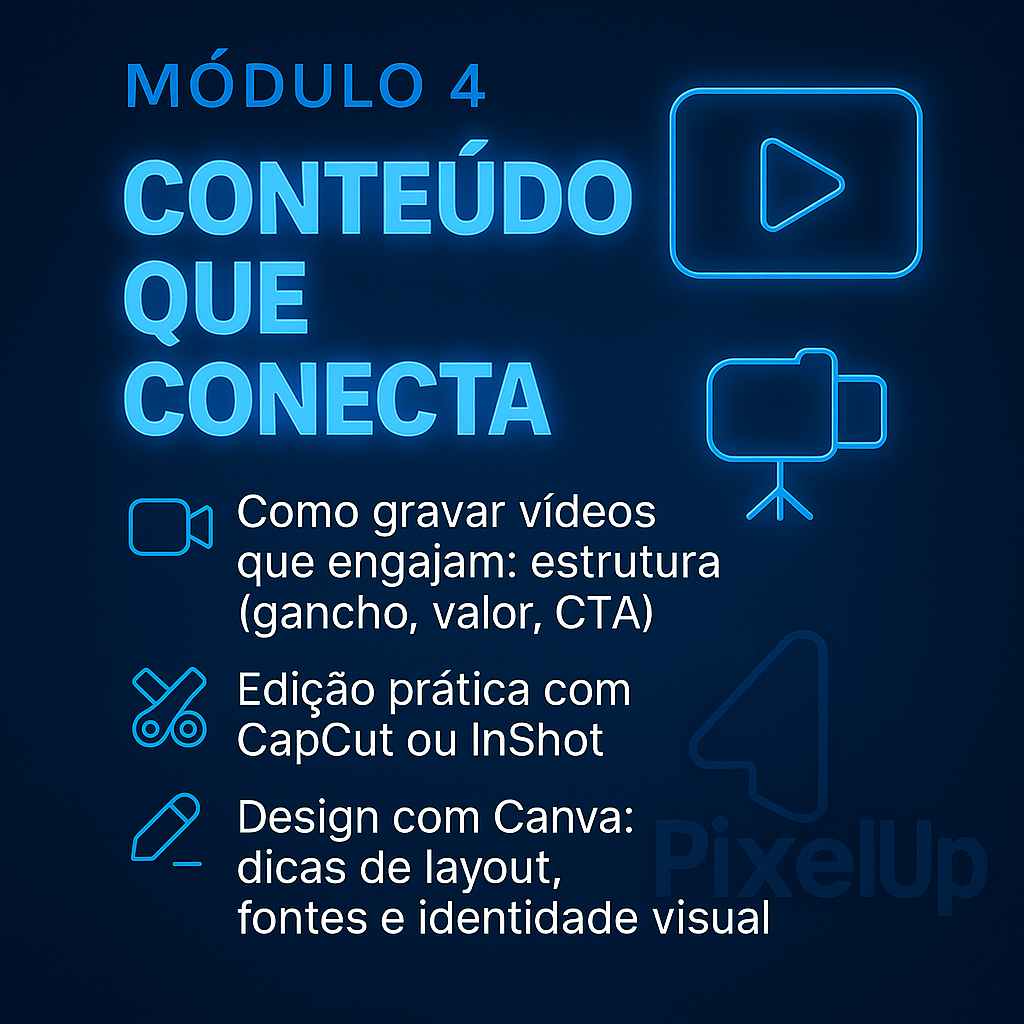 MÓDULO 4
CONTEÚDO
QUE
CONECTA
Como gravar vídeos
que engajam: estrutura
(gancho, valor, CTA)
Edição prática com
CapCut ou InShot
Design com Canva:
dicas de layout,
fontes e identidade visual
PixelUp